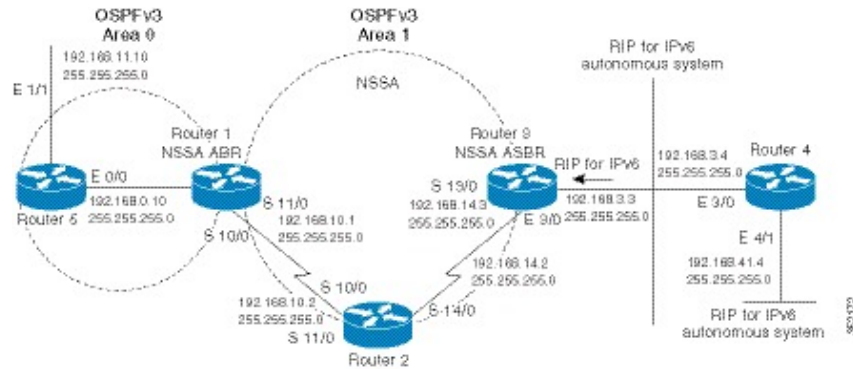 OSPFv3
Area 0
192.168.11.10
255.255.255.0
E 1/1
E 0/0
192.168.0.10
255.255.255.0
Router 5
Router 1
NSSA ABR
S 10/0
S 11/0
192.168.10.1
255.255.255.0
OSPFv3
Area 1
NSSA
S 10/0
192.168.10.2
255.255.255.0
S 11/0
Router 2
S 14/0
192.168.14.2
255.255.255.0
Router 3
NSSA ASBR
S 13/0
192.168.14.3
255.255.255.0
E 3/0
RIP for IPv6
192.168.3.3
255.255.255.0
RIP for IPv6
autonomous system
192.168.3.4
255.255.255.0
Router 4
E 3/0
E 4/1
192.168.41.4
255.255.255.0
RIP for IPv6
autonomous system